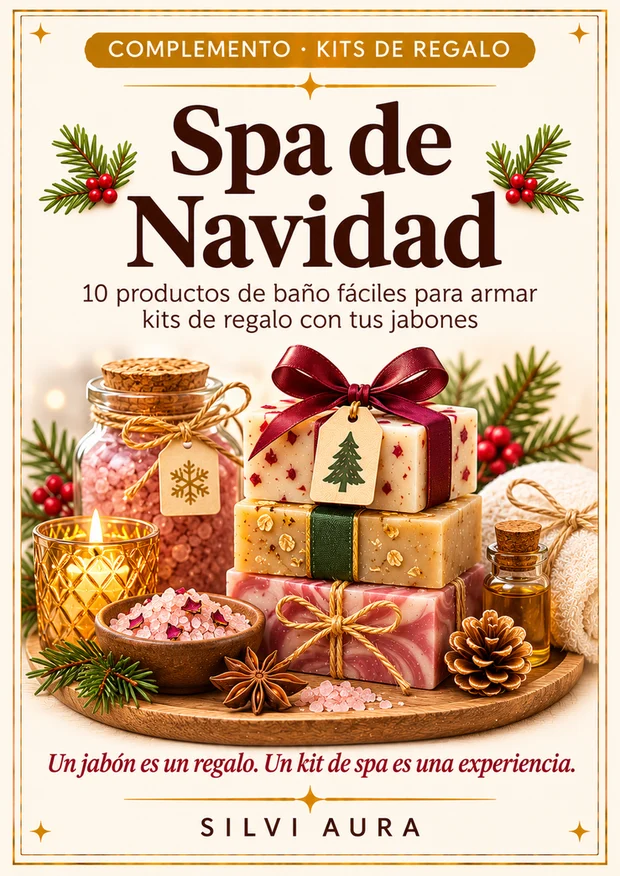 COMPLEMENTO · KITS DE REGALO
Spa de
Navidad
10 productos de baño fáciles para armar
kits de regalo con tus jabones
Un jabón es un regalo. Un kit de spa es una experiencia.
SILVI AURA